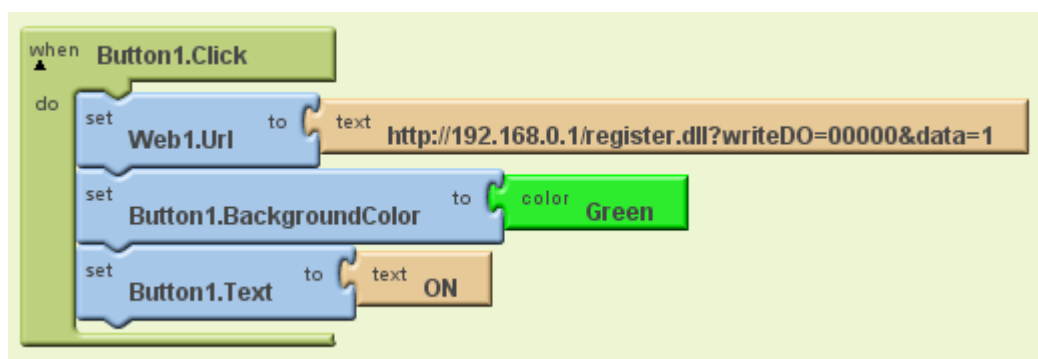 when Button1.Click
do
set Web1.Url to text http://192.168.0.1/register.dll?writeDO=00000&data=1
set Button1.BackgroundColor to color Green
set Button1.Text to text ON